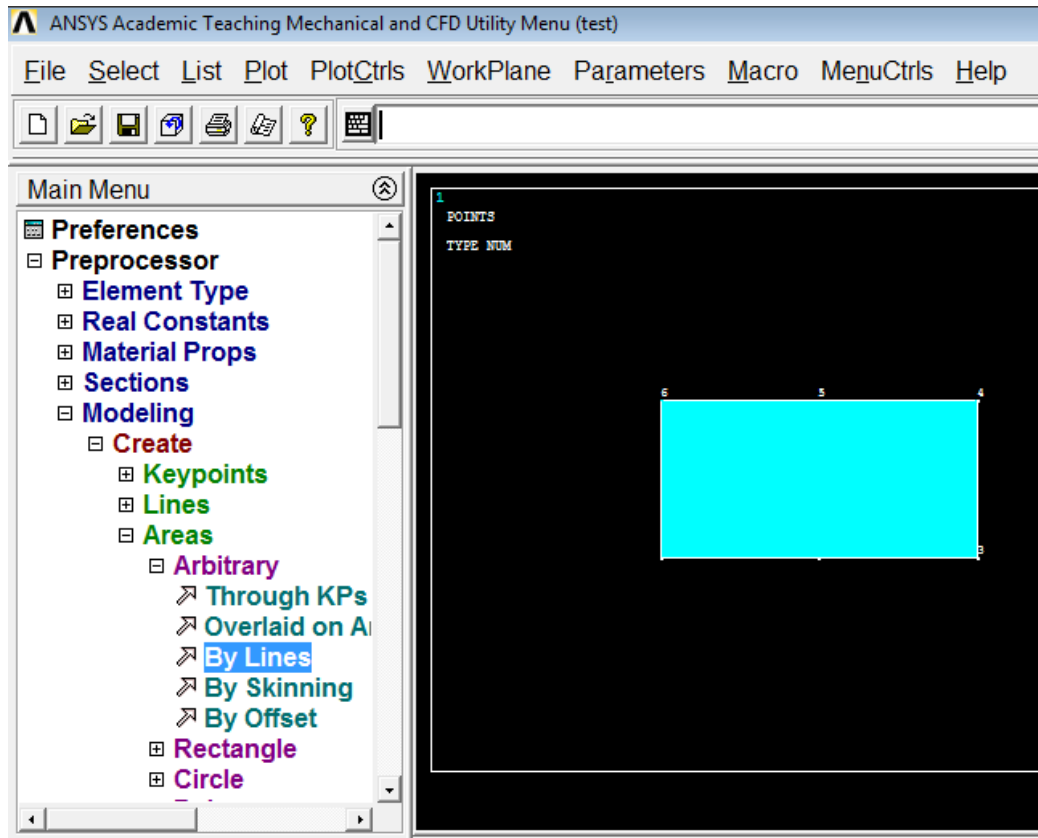 ANSYS Academic Teaching Mechanical and CFD Utility Menu (test)
File Select List Plot PlotCtrls WorkPlane Parameters Macro MenuCtrls Help
Main Menu
Preferences
Preprocessor
Element Type
Real Constants
Material Props
Sections
Modeling
Create
Keypoints
Lines
Areas
Arbitrary
Through KPs
Overlaid on Ar
By Lines
By Skinning
By Offset
Rectangle
Circle
1
POINTS
TYPE NUM
6 5 4
3